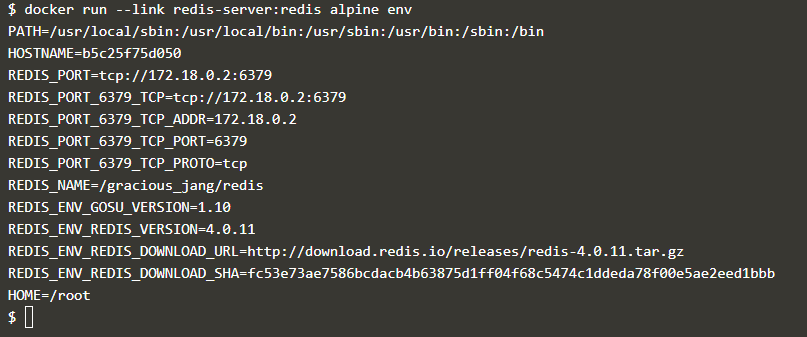 $ docker run --link redis-server:redis alpine env
PATH=/usr/local/sbin:/usr/local/bin:/usr/sbin:/usr/bin:/sbin:/bin
HOSTNAME=b5c25f75d050
REDIS_PORT=tcp://172.18.0.2:6379
REDIS_PORT_6379_TCP=tcp://172.18.0.2:6379
REDIS_PORT_6379_TCP_ADDR=172.18.0.2
REDIS_PORT_6379_TCP_PORT=6379
REDIS_PORT_6379_TCP_PROTO=tcp
REDIS_NAME=/gracious_jang/redis
REDIS_ENV_GOSU_VERSION=1.10
REDIS_ENV_REDIS_VERSION=4.0.11
REDIS_ENV_REDIS_DOWNLOAD_URL=http://download.redis.io/releases/redis-4.0.11.tar.gz
REDIS_ENV_REDIS_DOWNLOAD_SHA=fc53e73ae7586bcdacb4b63875d1ff04f68c5474c1ddeda78f00e5ae2eed1bbb
HOME=/root
$